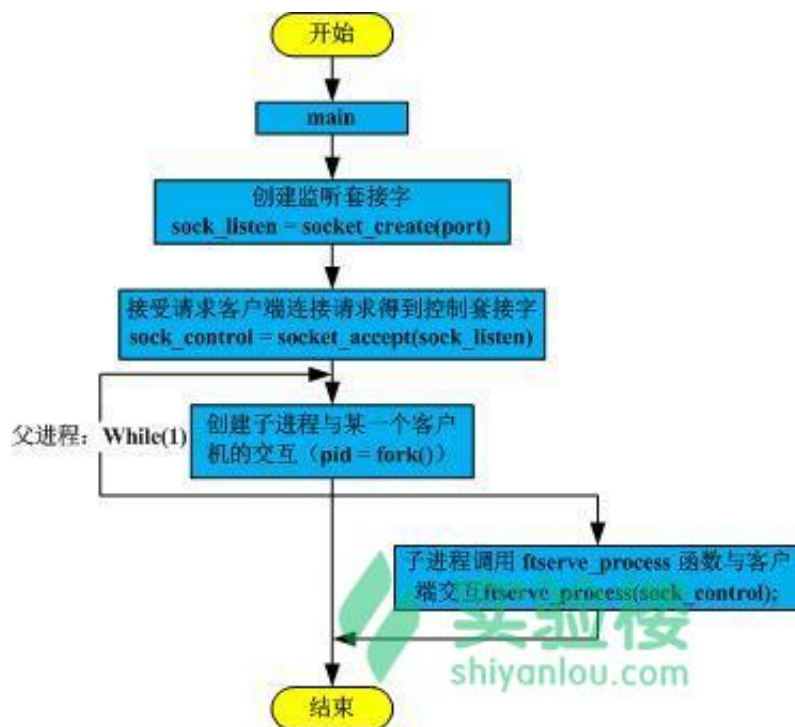 开始
main
创建监听套接字
sock_listen = socket_create(port)
接受请求客户端连接请求得到控制套接字
sock_control = socket_accept(sock_listen)
父进程：While(1)
创建子进程与某一个客户
机的交互（pid = fork()）
子进程调用 ftserve_process 函数与客户
端交互ftserve_process(sock_control);
实验楼
shiyanlou.com
结束